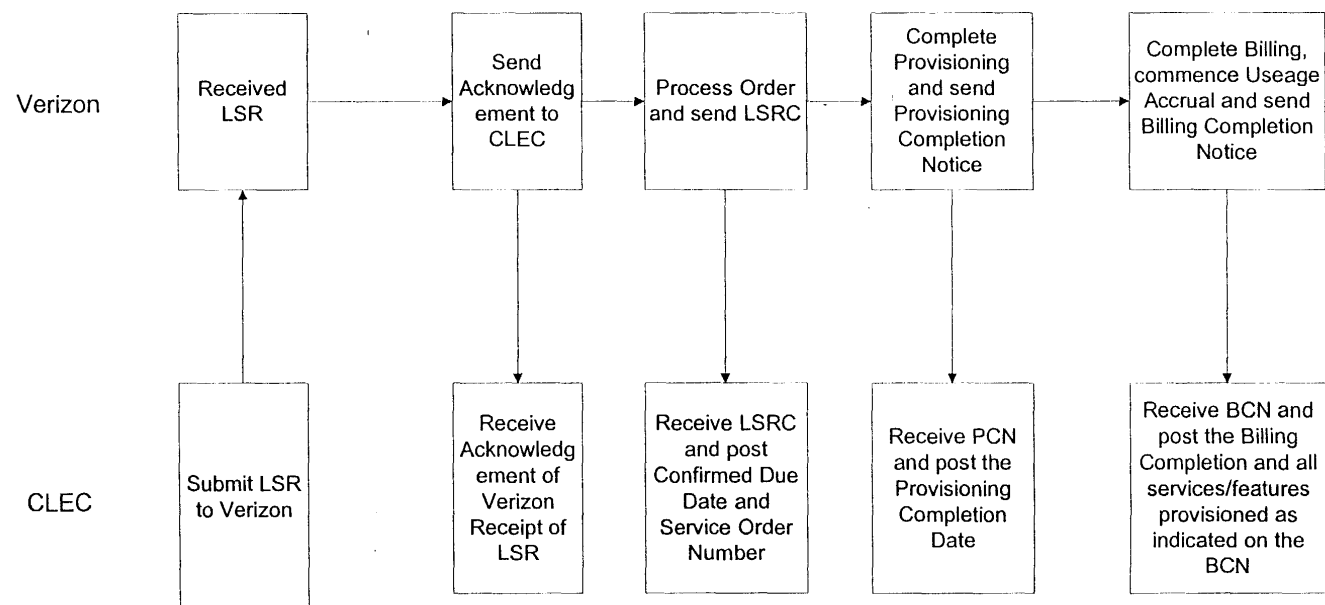 Verizon
Received
LSR
Send
Acknowledg
ement to
CLEC
Process Order
and send LSRC
Complete
Provisioning
and send
Provisioning
Completion
Notice
Complete Billing,
commence Useage
Accrual and send
Billing Completion
Notice
CLEC
Submit LSR
to Verizon
Receive
Acknowledg
ement of
Verizon
Receipt of
LSR
Receive LSRC
and post
Confirmed Due
Date and
Service Order
Number
Receive PCN
and post the
Provisioning
Completion
Date
Receive BCN and
post the Billing
Completion and all
services/features
provisioned as
indicated on the
BCN